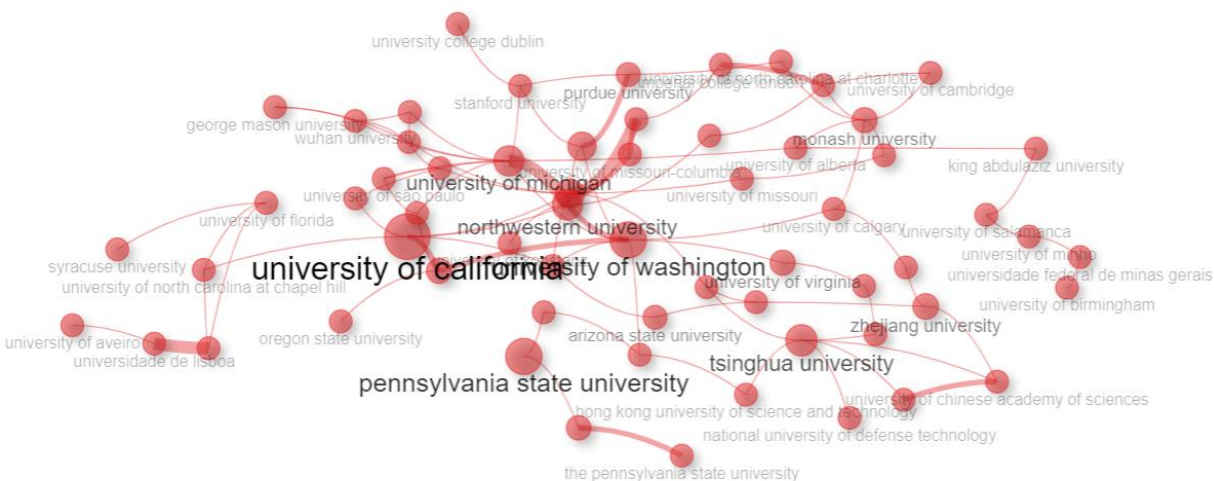 university college dublin
university of north carolina at charlotte
imperial college london
purdue university
university of cambridge
stanford university
george mason university
wuhan university
monash university
university of missouri-columbia
university of alberta
king abdulaziz university
university of michigan
university of são paulo
university of missouri
university of florida
northwestern university
university of calgary
university of salamanca
university of minho
syracuse university
university of california
university of washington
universidade federal de minas gerais
university of north carolina at chapel hill
university of virginia
university of birmingham
university of aveiro
oregon state university
arizona state university
zhejiang university
universidade de lisboa
tsinghua university
pennsylvania state university
university of chinese academy of sciences
hong kong university of science and technology
national university of defense technology
the pennsylvania state university